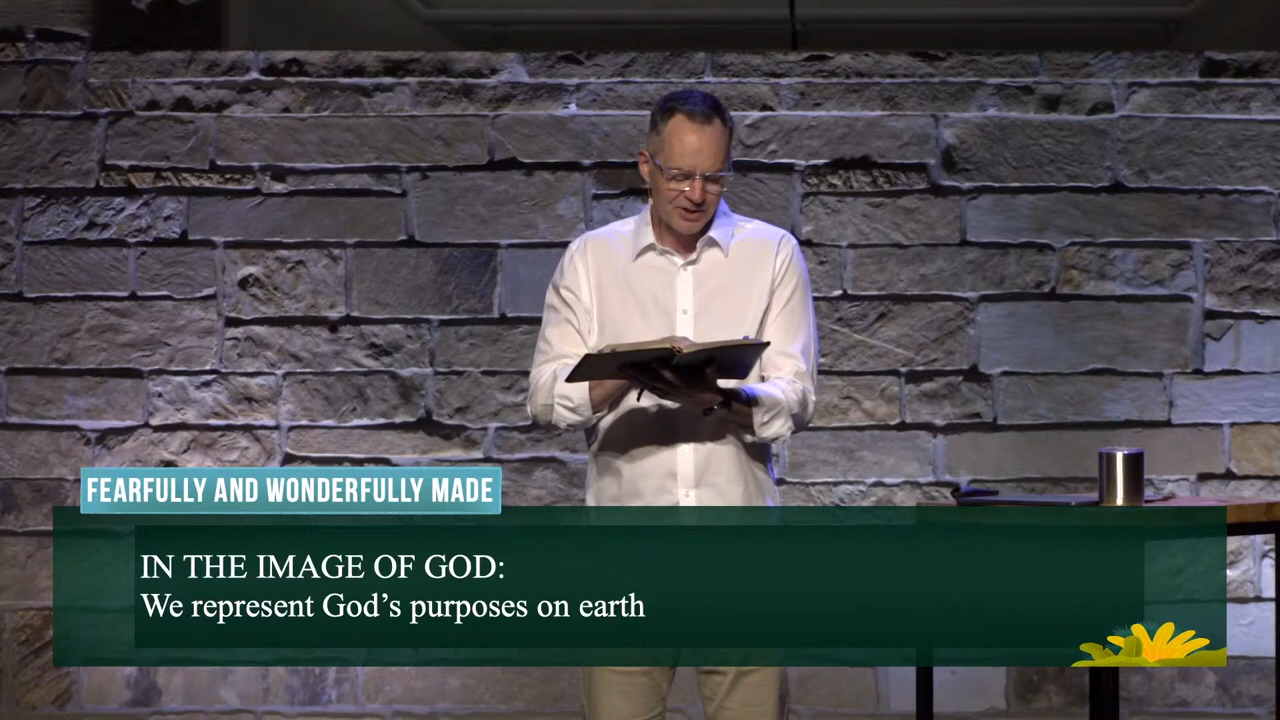 FEARFULLY AND WONDERFULLY MADE
IN THE IMAGE OF GOD:
We represent God’s purposes on earth